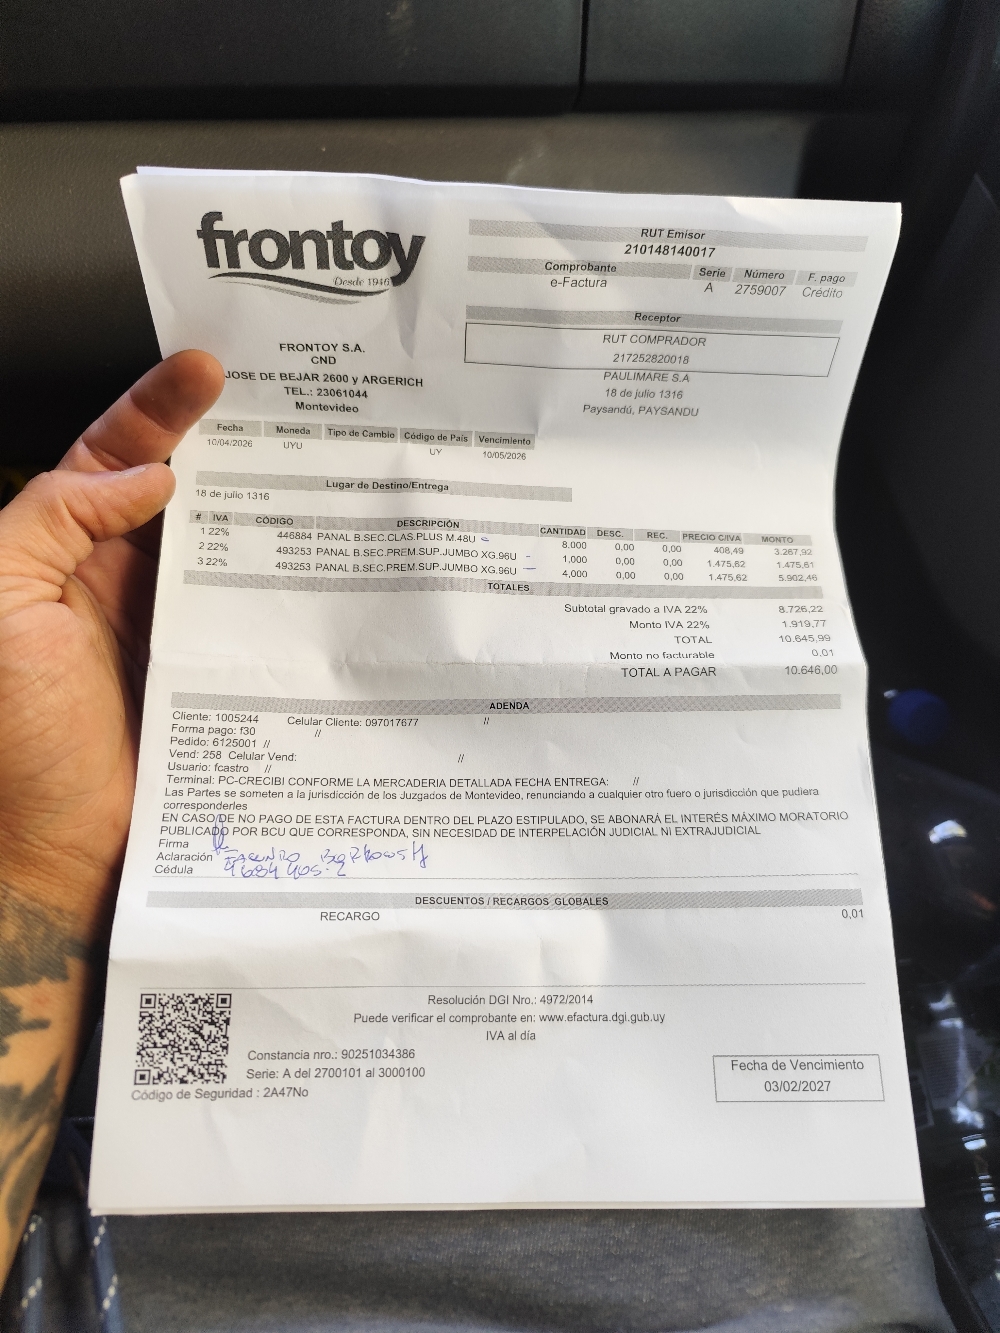 frontoy
Desde 1946
FRONTOY S.A.
CND
JOSE DE BEJAR 2600 y ARGERICH
TEL.: 23061044
Montevideo
RUT Emisor
210148140017
Comprobante Serie Número F. pago
e-Factura A 2759007 Crédito
Receptor
RUT COMPRADOR
217252820018
PAULIMARE S.A
18 de julio 1316
Paysandú, PAYSANDU
Fecha Moneda Tipo de Cambio Código de País Vencimiento
10/04/2026 UYU UY 10/05/2026
Lugar de Destino/Entrega
18 de julio 1316
# IVA CÓDIGO DESCRIPCIÓN CANTIDAD DESC. REC. PRECIO C/IVA MONTO
1 22% 446884 PANAL B.SEC.CLAS.PLUS M.48U 8.000 0,00 0,00 408,49 3.267,92
2 22% 493253 PANAL B.SEC.PREM.SUP.JUMBO XG.96U 1,000 0,00 0,00 1.475,62 1.475,61
3 22% 493253 PANAL B.SEC.PREM.SUP.JUMBO XG.96U 4,000 0,00 0,00 1.475,62 5.902,46
TOTALES
Subtotal gravado a IVA 22% 8.726,22
Monto IVA 22% 1.919,77
TOTAL 10.645,99
Monto no facturable 0,01
TOTAL A PAGAR 10.646,00
ADENDA
Cliente: 1005244 Celular Cliente: 097017677 //
Forma pago: f30 //
Pedido: 6125001 //
Vend: 258 Celular Vend: //
Usuario: fcastro //
Terminal: PC-CRECIBI CONFORME LA MERCADERIA DETALLADA FECHA ENTREGA: //
Las Partes se someten a la jurisdicción de los Juzgados de Montevideo, renunciando a cualquier otro fuero o jurisdicción que pudiera
corresponderles
EN CASO DE NO PAGO DE ESTA FACTURA DENTRO DEL PLAZO ESTIPULADO, SE ABONARÁ EL INTERÉS MÁXIMO MORATORIO
PUBLICADO POR BCU QUE CORRESPONDA, SIN NECESIDAD DE INTERPELACIÓN JUDICIAL NI EXTRAJUDICIAL
Firma
Aclaración
Cédula
DESCUENTOS / RECARGOS GLOBALES
RECARGO 0,01
Resolución DGI Nro.: 4972/2014
Puede verificar el comprobante en: www.efactura.dgi.gub.uy
IVA al día
Constancia nro.: 90251034386
Serie: A del 2700101 al 3000100
Código de Seguridad : 2A47No
Fecha de Vencimiento
03/02/2027